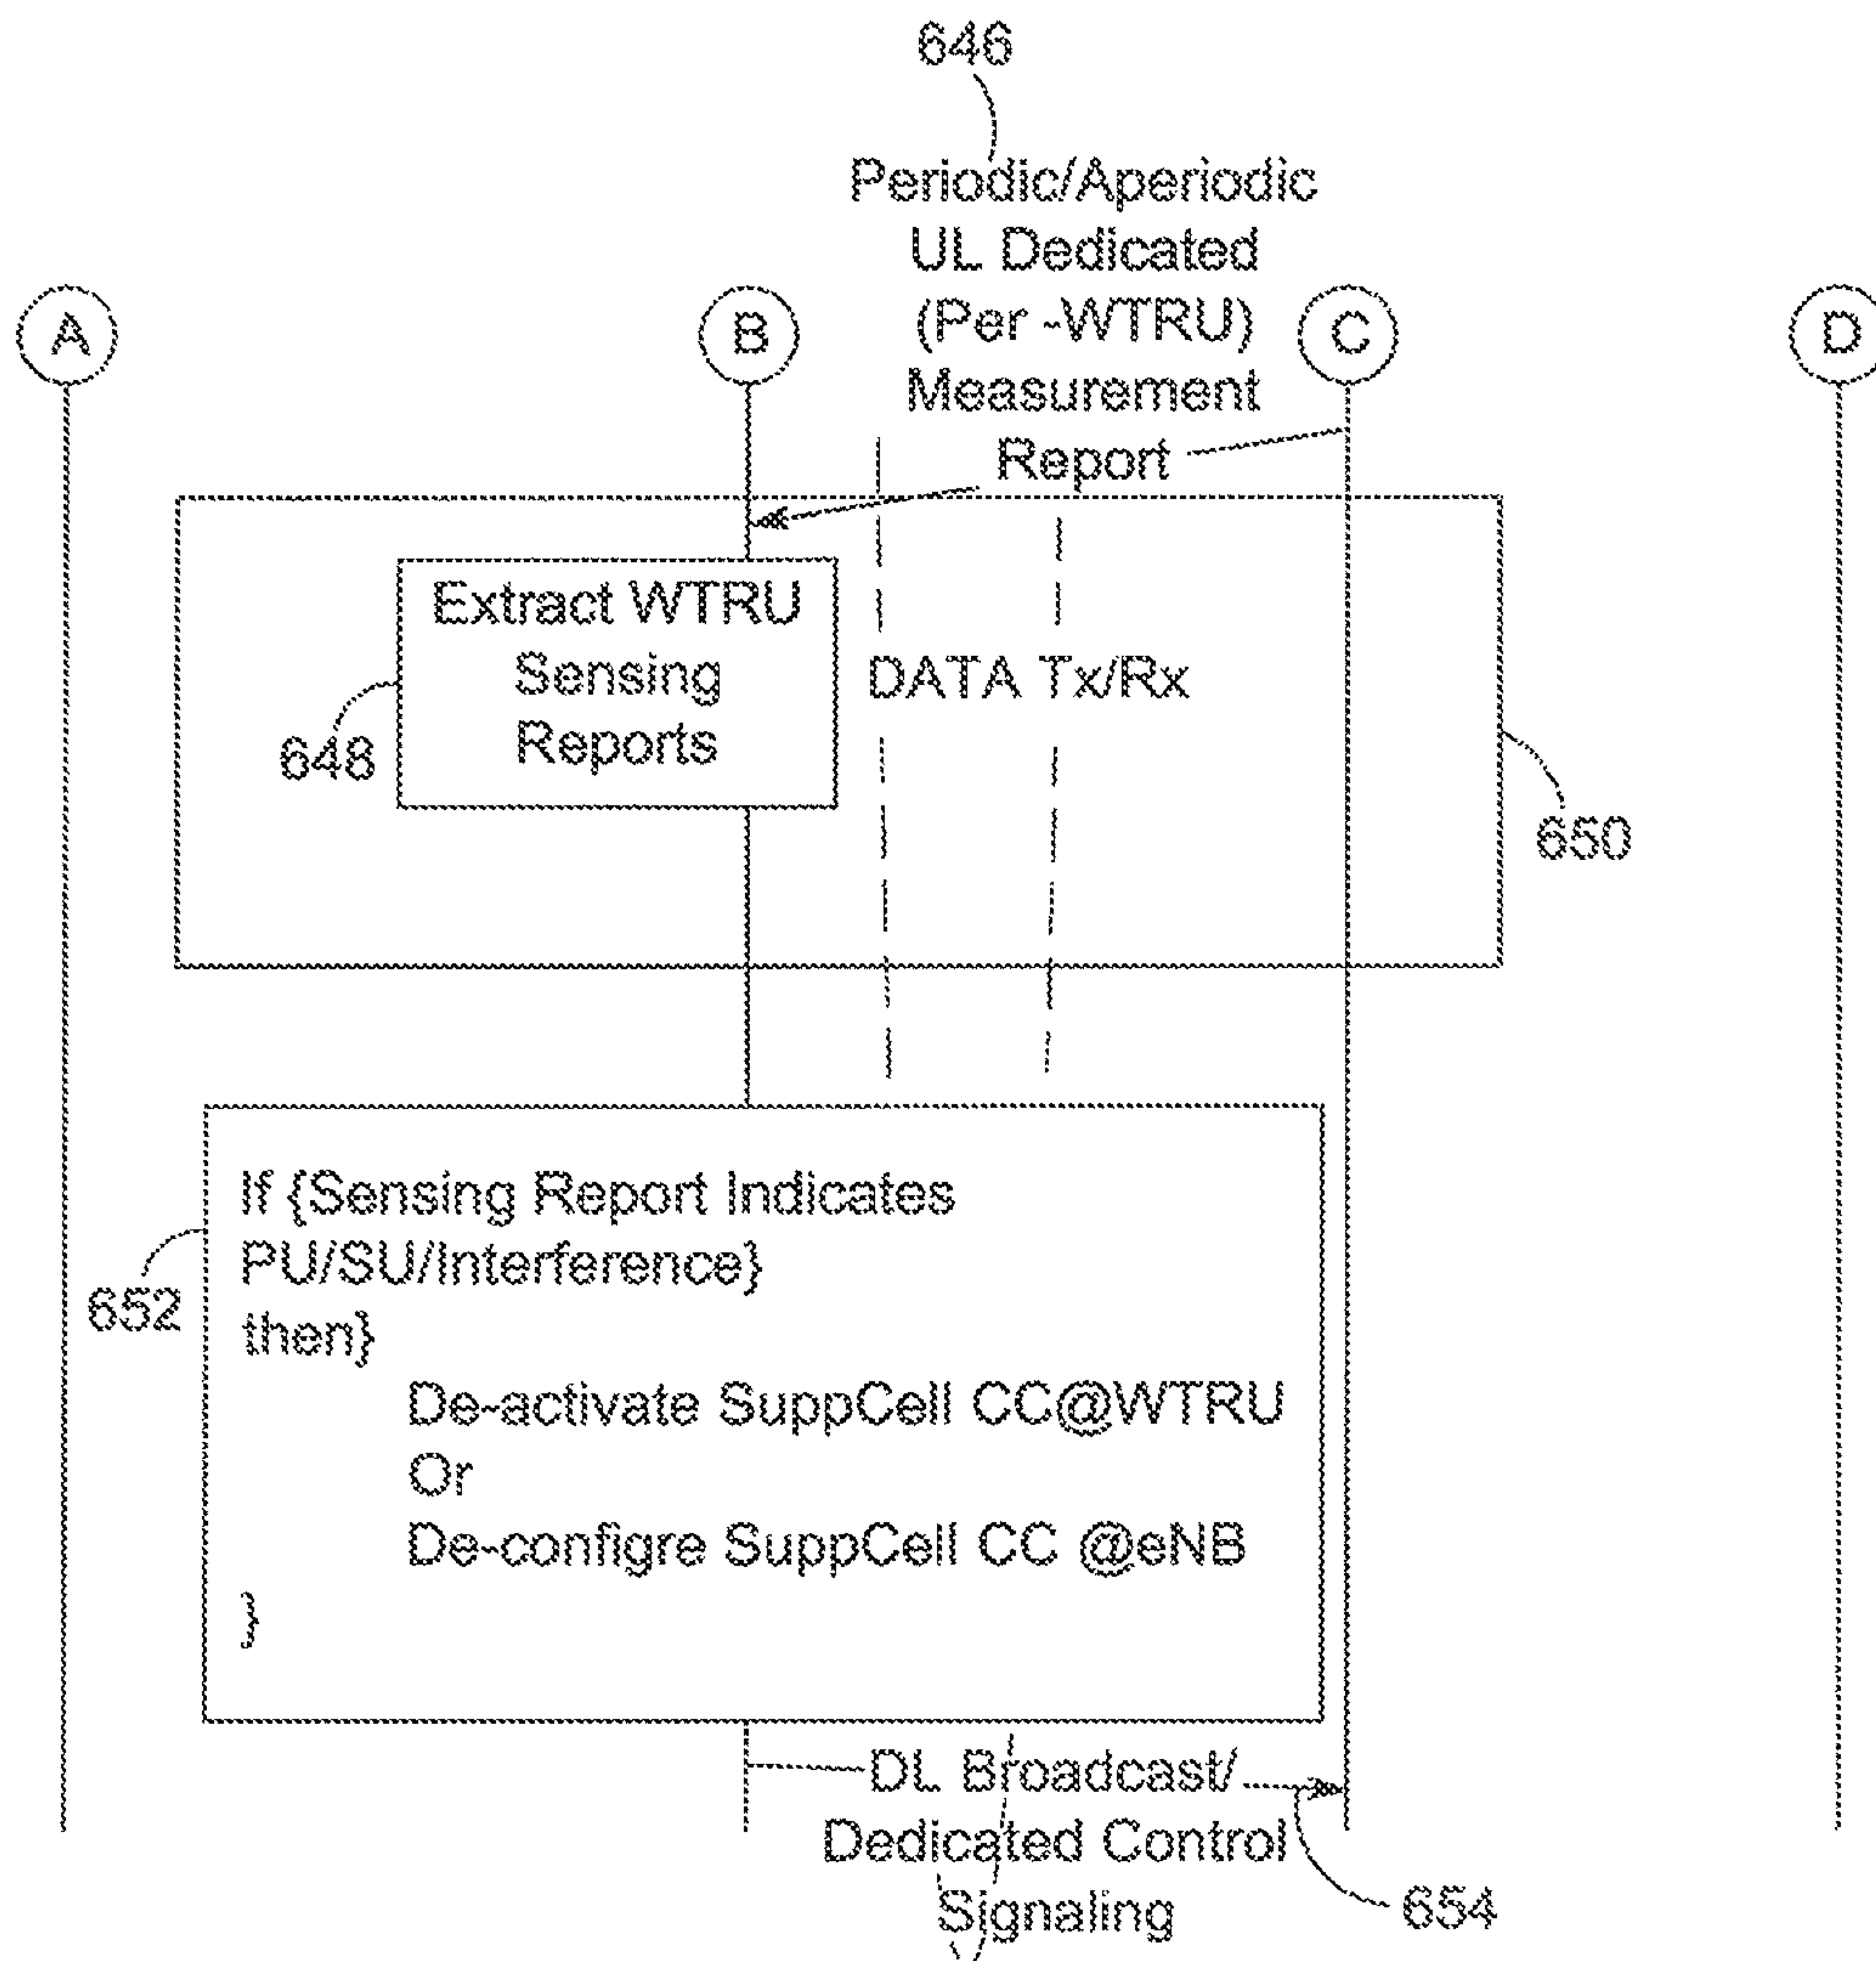 646
Periodic/Aperiodic
UL Dedicated
(Per -WTRU)
Measurement
Report
A
B
C
D
Extract WTRU
Sensing
Reports
648
DATA Tx/Rx
650
If {Sensing Report Indicates
PU/SU/Interference}
then}
De-activate SuppCell CC@WTRU
Or
De-configre SuppCell CC @eNB
}
652
DL Broadcast/
Dedicated Control
Signaling
654